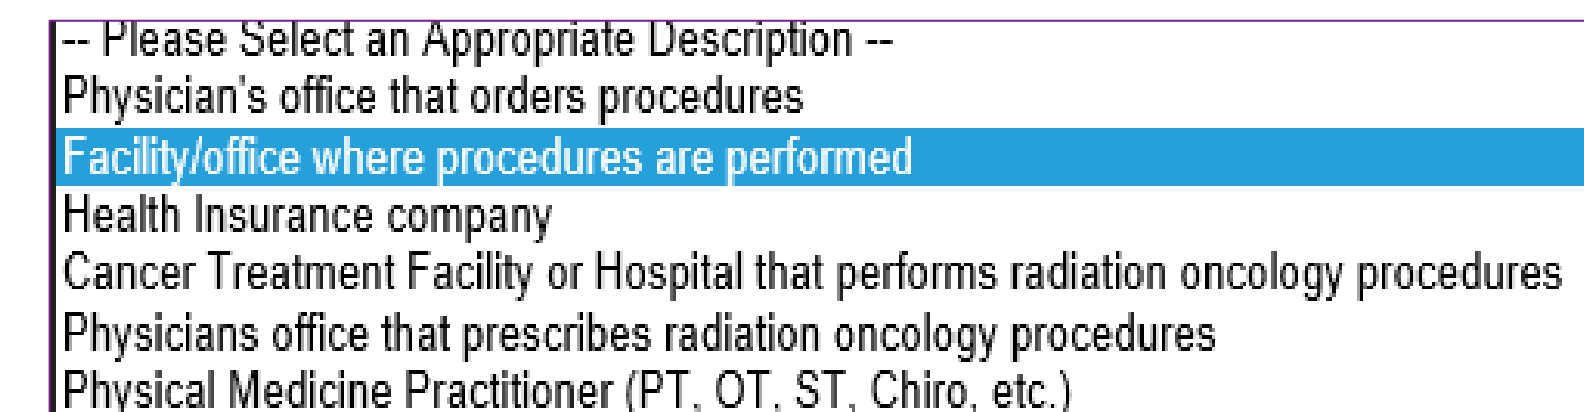 -- Please Select an Appropriate Description --
Physician's office that orders procedures
Facility/office where procedures are performed
Health Insurance company
Cancer Treatment Facility or Hospital that performs radiation oncology procedures
Physicians office that prescribes radiation oncology procedures
Physical Medicine Practitioner (PT, OT, ST, Chiro, etc.)